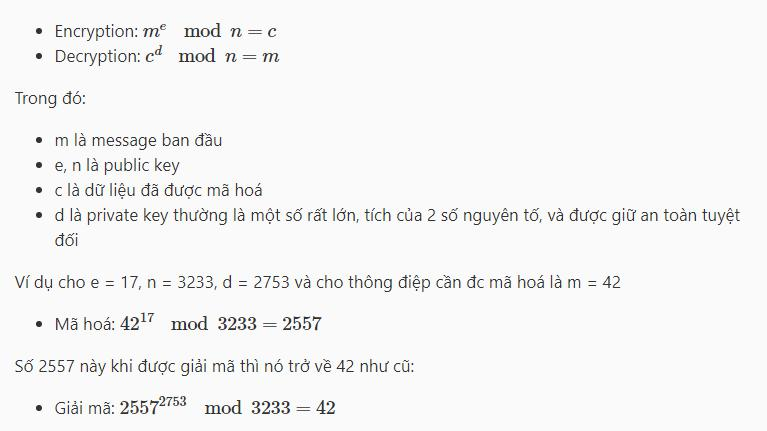 • Encryption: m^e mod n = c
• Decryption: c^d mod n = m
Trong đó:
• m là message ban đầu
• e, n là public key
• c là dữ liệu đã được mã hoá
• d là private key thường là một số rất lớn, tích của 2 số nguyên tố, và được giữ an toàn tuyệt
đối
Ví dụ cho e = 17, n = 3233, d = 2753 và cho thông điệp cần đc mã hoá là m = 42
• Mã hoá: 42^17 mod 3233 = 2557
Số 2557 này khi được giải mã thì nó trở về 42 như cũ:
• Giải mã: 2557^2753 mod 3233 = 42